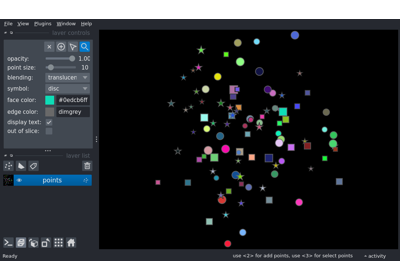 File View Plugins Window Help
layer controls
opacity: 1.00
point size: 10
blending: translucen
symbol: disc
face color: #0edcb6ff
edge color: dimgrey
display text:
out of slice:
layer list
points
use <2> for add points, use <3> for select points
activity